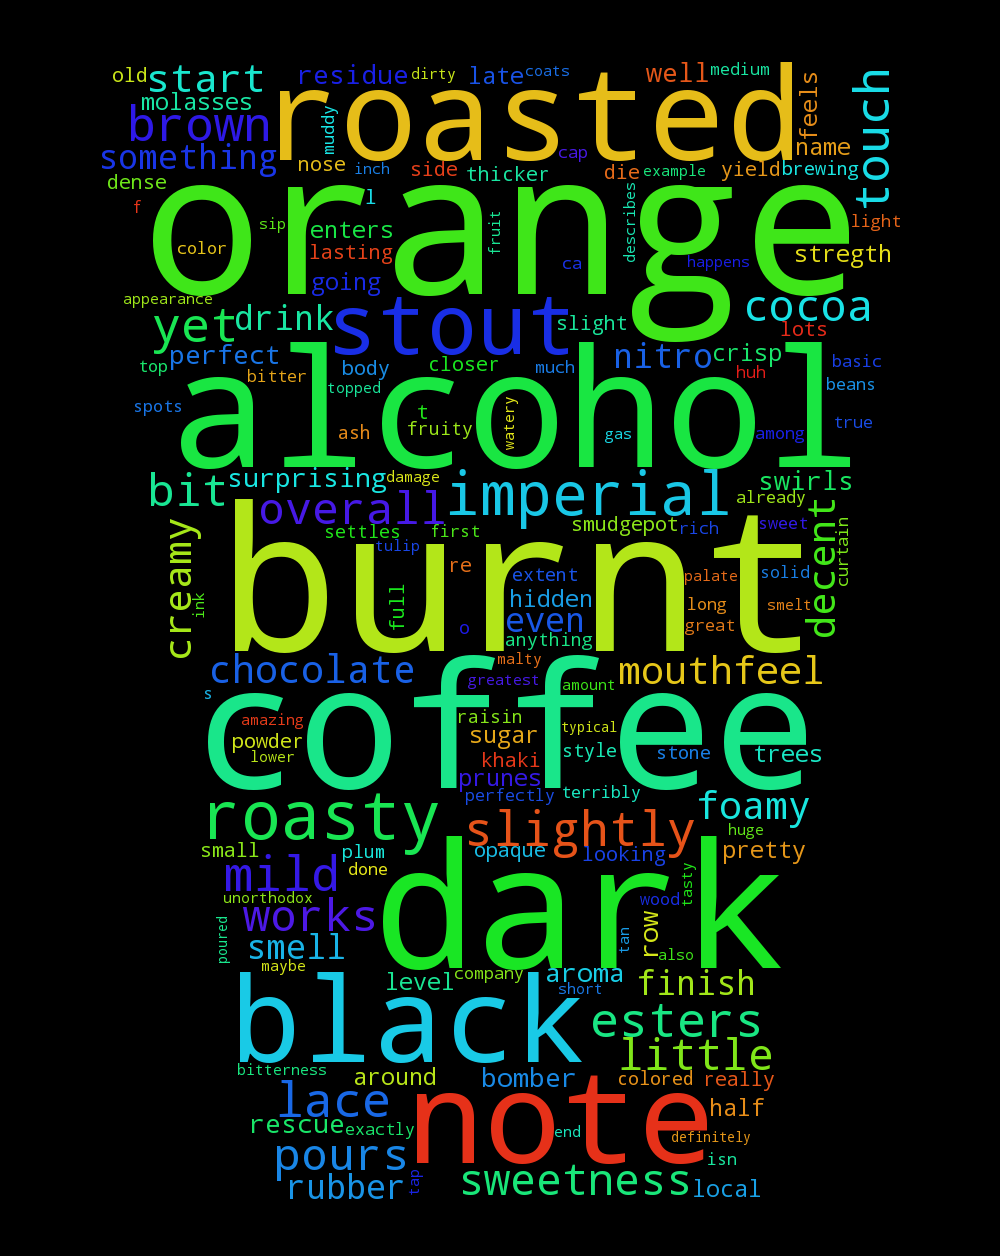 old start residue dirty late coats well medium
molasses roasted feels touch
brown muddy
something nose inch side cap thicker die example yield brewing name
dense l
f orange sip enters fruit describes light
color lasting ca happens stregth
going
appearance stout cocoa
yet drink slight lots
top perfect bitter body closer much nitro crisp huh basic
spots topped beans
alcohol ash t fruity watery gas among true
bit surprising damage imperial swirls
overall already
settles first smudgepot rich sweet decent curtain
creamy ink burnt tulip re extent palate solid
full hidden long smelt
o even great
anything
chocolate malty mouthfeel
s greatest amount
coffee amazing raisin typical
powder sugar
lower khaki style stone trees
prunes
perfectly terribly
roasty slightly foamy
huge
small plum opaque looking pretty
mild done
unorthodox dark wood tasty
works
poured smell tan row also
maybe
level company aroma short finish
black esters
little
bitterness around bomber colored really
lace note half
rescue exactly end definitely
pours isn
rubber tap sweetness local